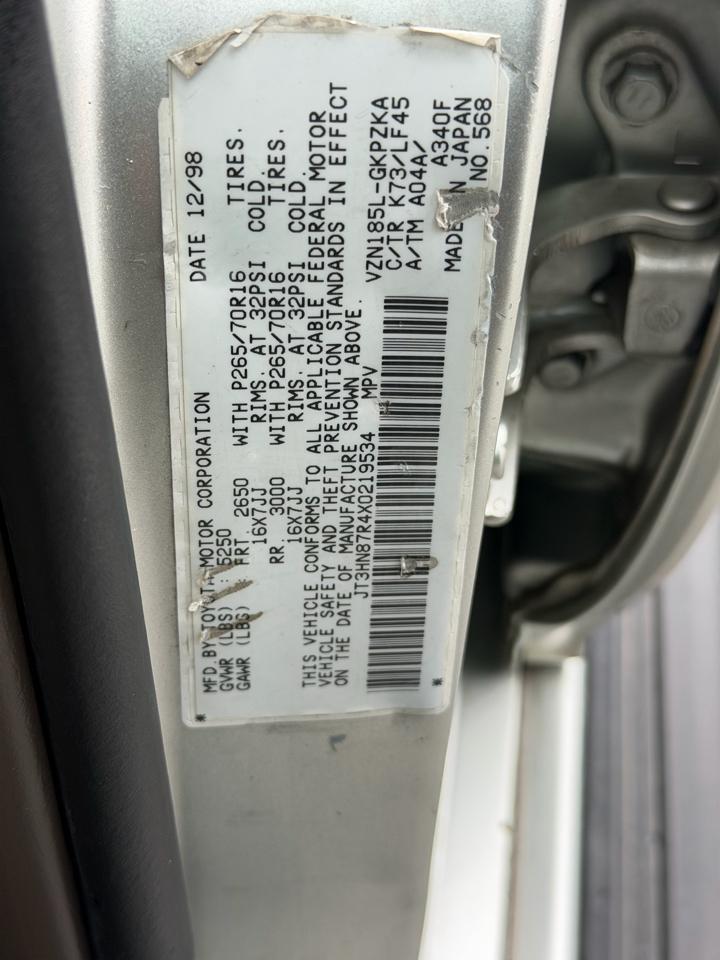 MFD. BY TOYOTA MOTOR CORPORATION DATE 12/98
GVWR (LBS) : 5250
GAWR (LBS) FRT. 2650 WITH P265/70R16 TIRES.
16X7JJ RIMS. AT 32PSI COLD.
RR. 3000 WITH P265/70R16 TIRES.
16X7JJ RIMS. AT 32PSI COLD.
THIS VEHICLE CONFORMS TO ALL APPLICABLE FEDERAL MOTOR
VEHICLE SAFETY AND THEFT PREVENTION STANDARDS IN EFFECT
ON THE DATE OF MANUFACTURE SHOWN ABOVE.
JT3HN87R4X0219534 MPV VZN185L-GKPZKA
C/TR K73/LF45
A/TM A04A/ A340F
MADE IN JAPAN
* * NO.568